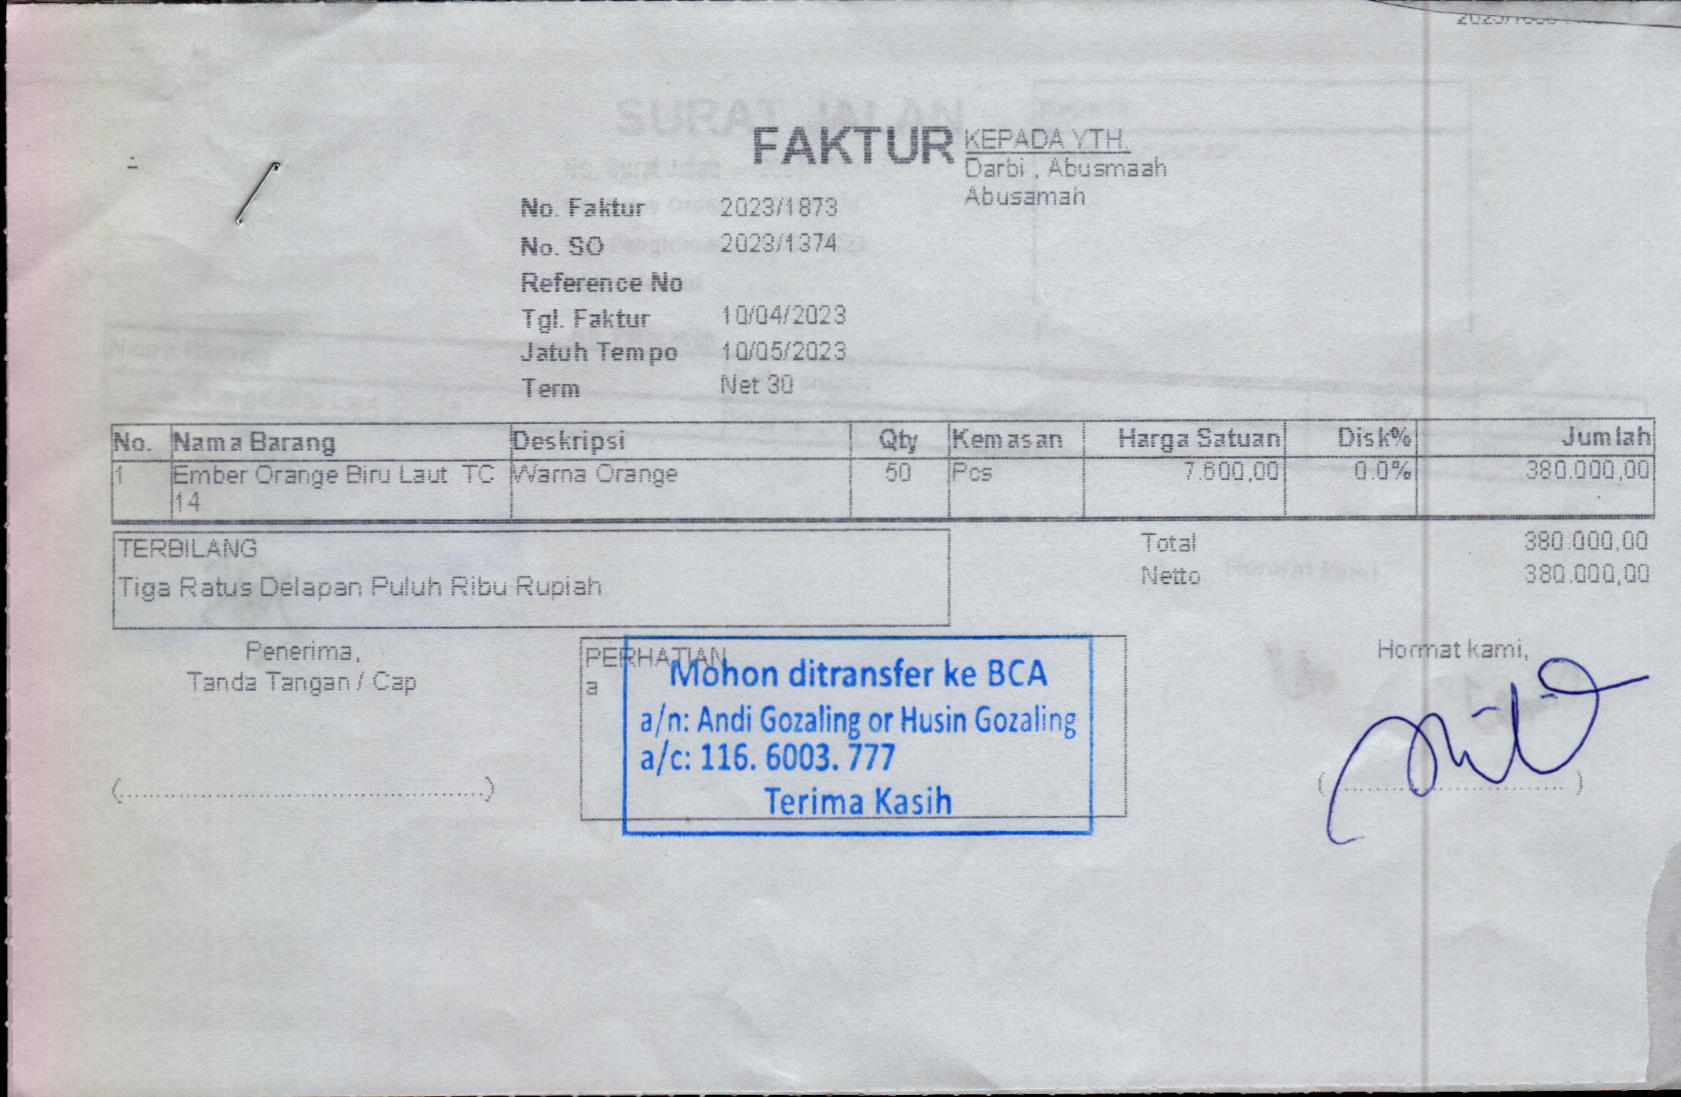 FAKTUR
KEPADA YTH.
Darbi , Abusmaah
Abusamah
No. Faktur 2023/1873
No. SO 2023/1374
Reference No
Tgl. Faktur 10/04/2023
Jatuh Tempo 10/05/2023
Term Net 30
No. Nama Barang Deskripsi Qty Kemasan Harga Satuan Disk% Jumlah
1 Ember Orange Biru Laut TC Warna Orange 50 Pcs 7.600,00 0.0% 380.000,00
14
TERBILANG
Tiga Ratus Delapan Puluh Ribu Rupiah
Total 380.000,00
Netto 380.000,00
Penerima,
Tanda Tangan / Cap
PERHATIAN
a
Mohon ditransfer ke BCA
a/n: Andi Gozaling or Husin Gozaling
a/c: 116. 6003. 777
Terima Kasih
Hormat kami,
SURAT JALAN